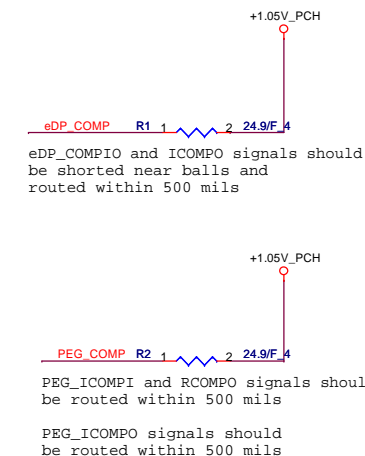 +1.05V_PCH
eDP_COMP R1 1 2 24.9/F_4
eDP_COMPIO and ICOMPO signals should
be shorted near balls and
routed within 500 mils
+1.05V_PCH
PEG_COMP R2 1 2 24.9/F_4
PEG_ICOMPI and RCOMPO signals shoul
be routed within 500 mils
PEG_ICOMPO signals should
be routed within 500 mils